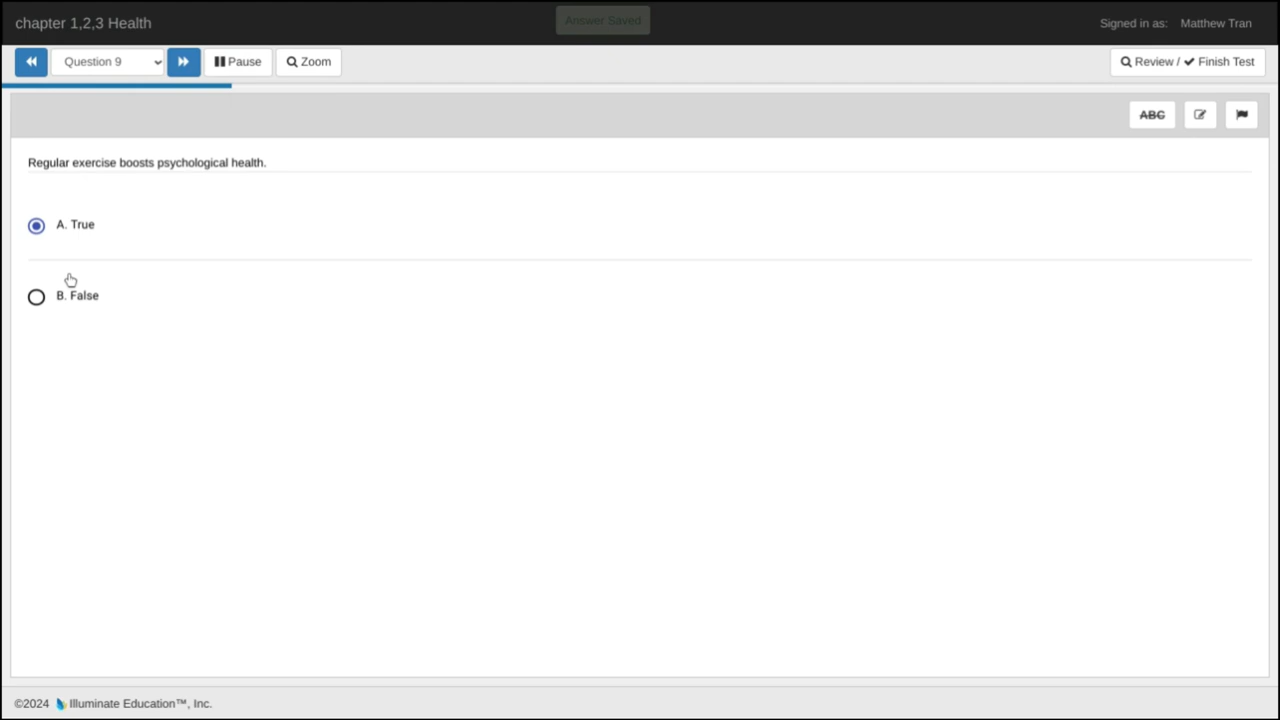 chapter 1,2,3 Health
Answer Saved
Signed in as: Matthew Tran
Question 9
Pause
Zoom
Review / Finish Test
ABC
Regular exercise boosts psychological health.
A. True
B. False
©2024 Illuminate Education™, Inc.